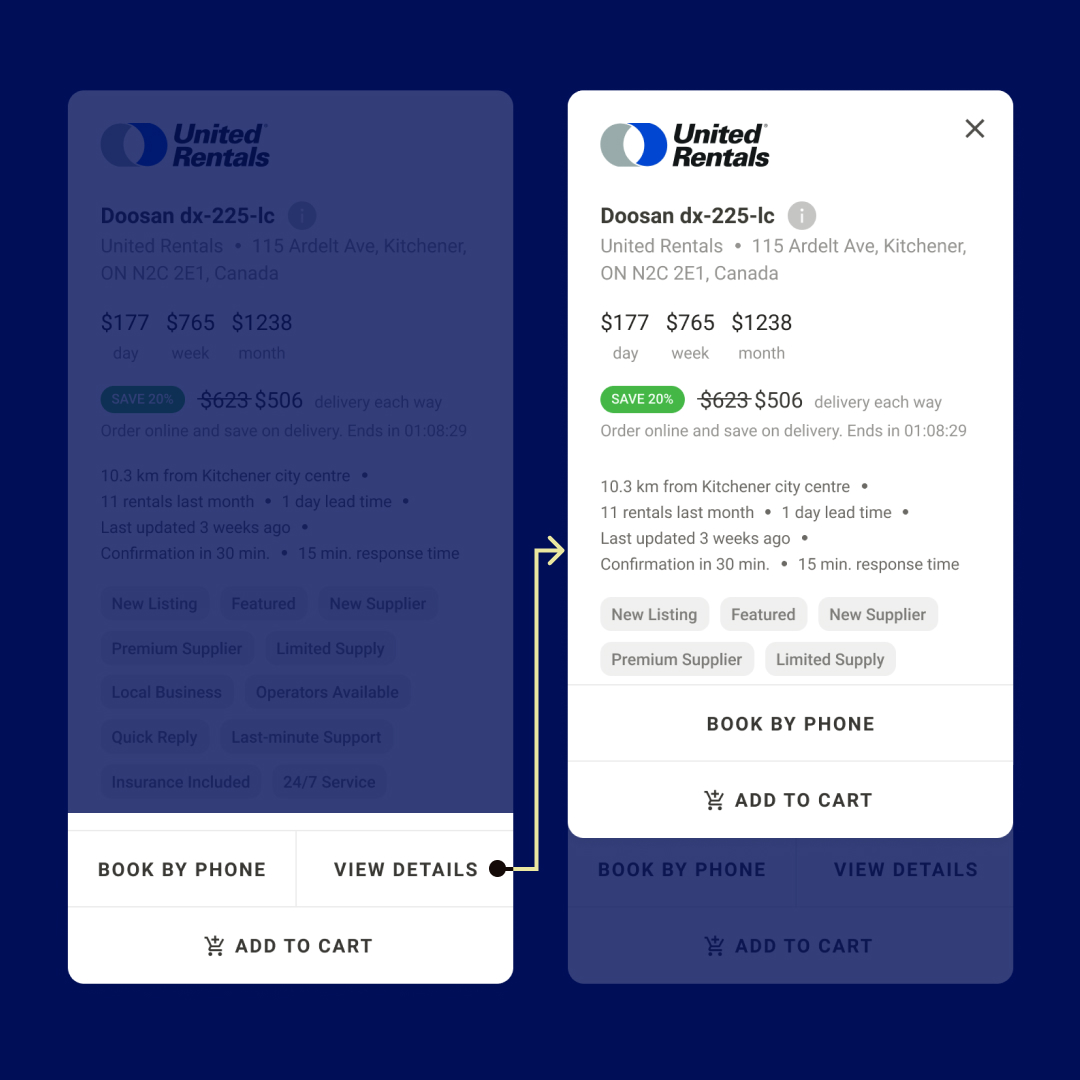 United
Rentals
Doosan dx-225-lc i
United Rentals • 115 Ardelt Ave, Kitchener,
ON N2C 2E1, Canada
$177 $765 $1238
day week month
SAVE 20% $623 $506 delivery each way
Order online and save on delivery. Ends in 01:08:29
10.3 km from Kitchener city centre •
11 rentals last month • 1 day lead time •
Last updated 3 weeks ago •
Confirmation in 30 min. • 15 min. response time
New Listing Featured New Supplier
Premium Supplier Limited Supply
Local Business Operators Available
Quick Reply Last-minute Support
Insurance Included 24/7 Service
BOOK BY PHONE VIEW DETAILS
ADD TO CART
United
Rentals
Doosan dx-225-lc i
United Rentals • 115 Ardelt Ave, Kitchener,
ON N2C 2E1, Canada
$177 $765 $1238
day week month
SAVE 20% $623 $506 delivery each way
Order online and save on delivery. Ends in 01:08:29
10.3 km from Kitchener city centre •
11 rentals last month • 1 day lead time •
Last updated 3 weeks ago •
Confirmation in 30 min. • 15 min. response time
New Listing Featured New Supplier
Premium Supplier Limited Supply
BOOK BY PHONE
ADD TO CART
BOOK BY PHONE VIEW DETAILS
ADD TO CART